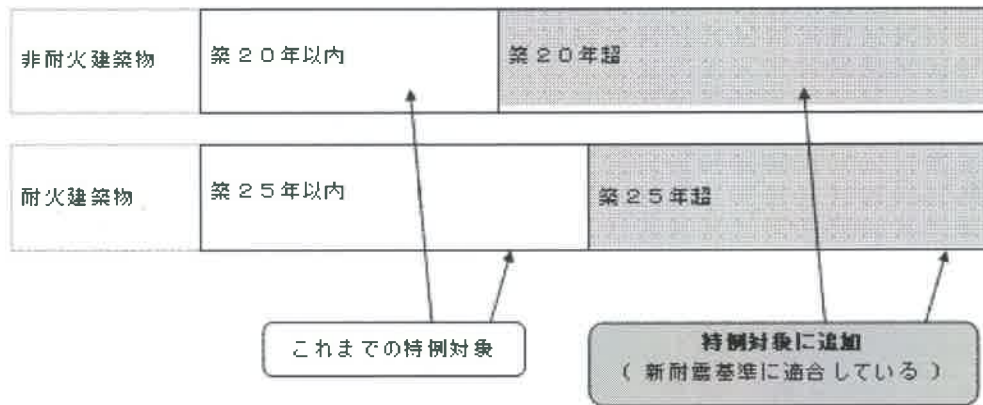 非耐火建築物
築２０年以内
築２０年超
耐火建築物
築２５年以内
築２５年超
これまでの特例対象
特例対象に追加
（ 新耐震基準に適合している ）